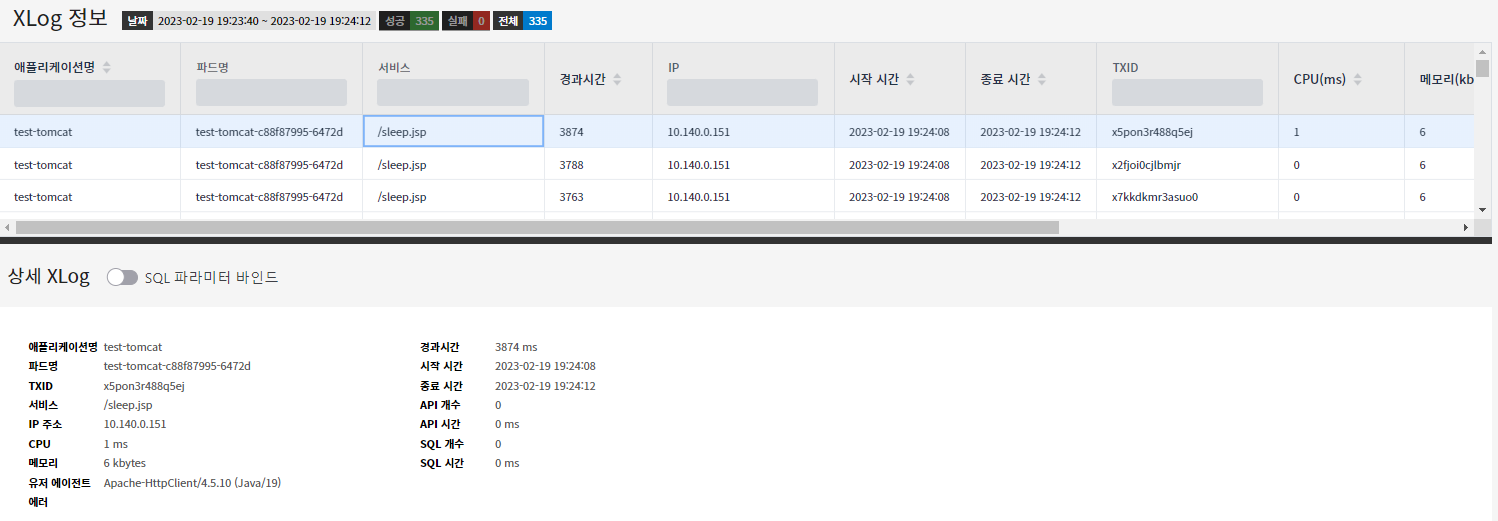 XLog 정보 날짜 2023-02-19 19:23:40 ~ 2023-02-19 19:24:12 성공 335 실패 0 전체 335
애플리케이션명 파드명 서비스 경과시간 IP 시작 시간 종료 시간 TXID CPU(ms) 메모리(kb
test-tomcat test-tomcat-c88f87995-6472d /sleep.jsp 3874 10.140.0.151 2023-02-19 19:24:08 2023-02-19 19:24:12 x5pon3r488q5ej 1 6
test-tomcat test-tomcat-c88f87995-6472d /sleep.jsp 3788 10.140.0.151 2023-02-19 19:24:08 2023-02-19 19:24:12 x2fjoi0cjlbmjr 0 6
test-tomcat test-tomcat-c88f87995-6472d /sleep.jsp 3763 10.140.0.151 2023-02-19 19:24:08 2023-02-19 19:24:12 x7kkdkmr3asuo0 0 6
상세 XLog SQL 파라미터 바인드
애플리케이션명 test-tomcat 경과시간 3874 ms
파드명 test-tomcat-c88f87995-6472d 시작 시간 2023-02-19 19:24:08
TXID x5pon3r488q5ej 종료 시간 2023-02-19 19:24:12
서비스 /sleep.jsp API 개수 0
IP 주소 10.140.0.151 API 시간 0 ms
CPU 1 ms SQL 개수 0
메모리 6 kbytes SQL 시간 0 ms
유저 에이전트 Apache-HttpClient/4.5.10 (Java/19)
에러